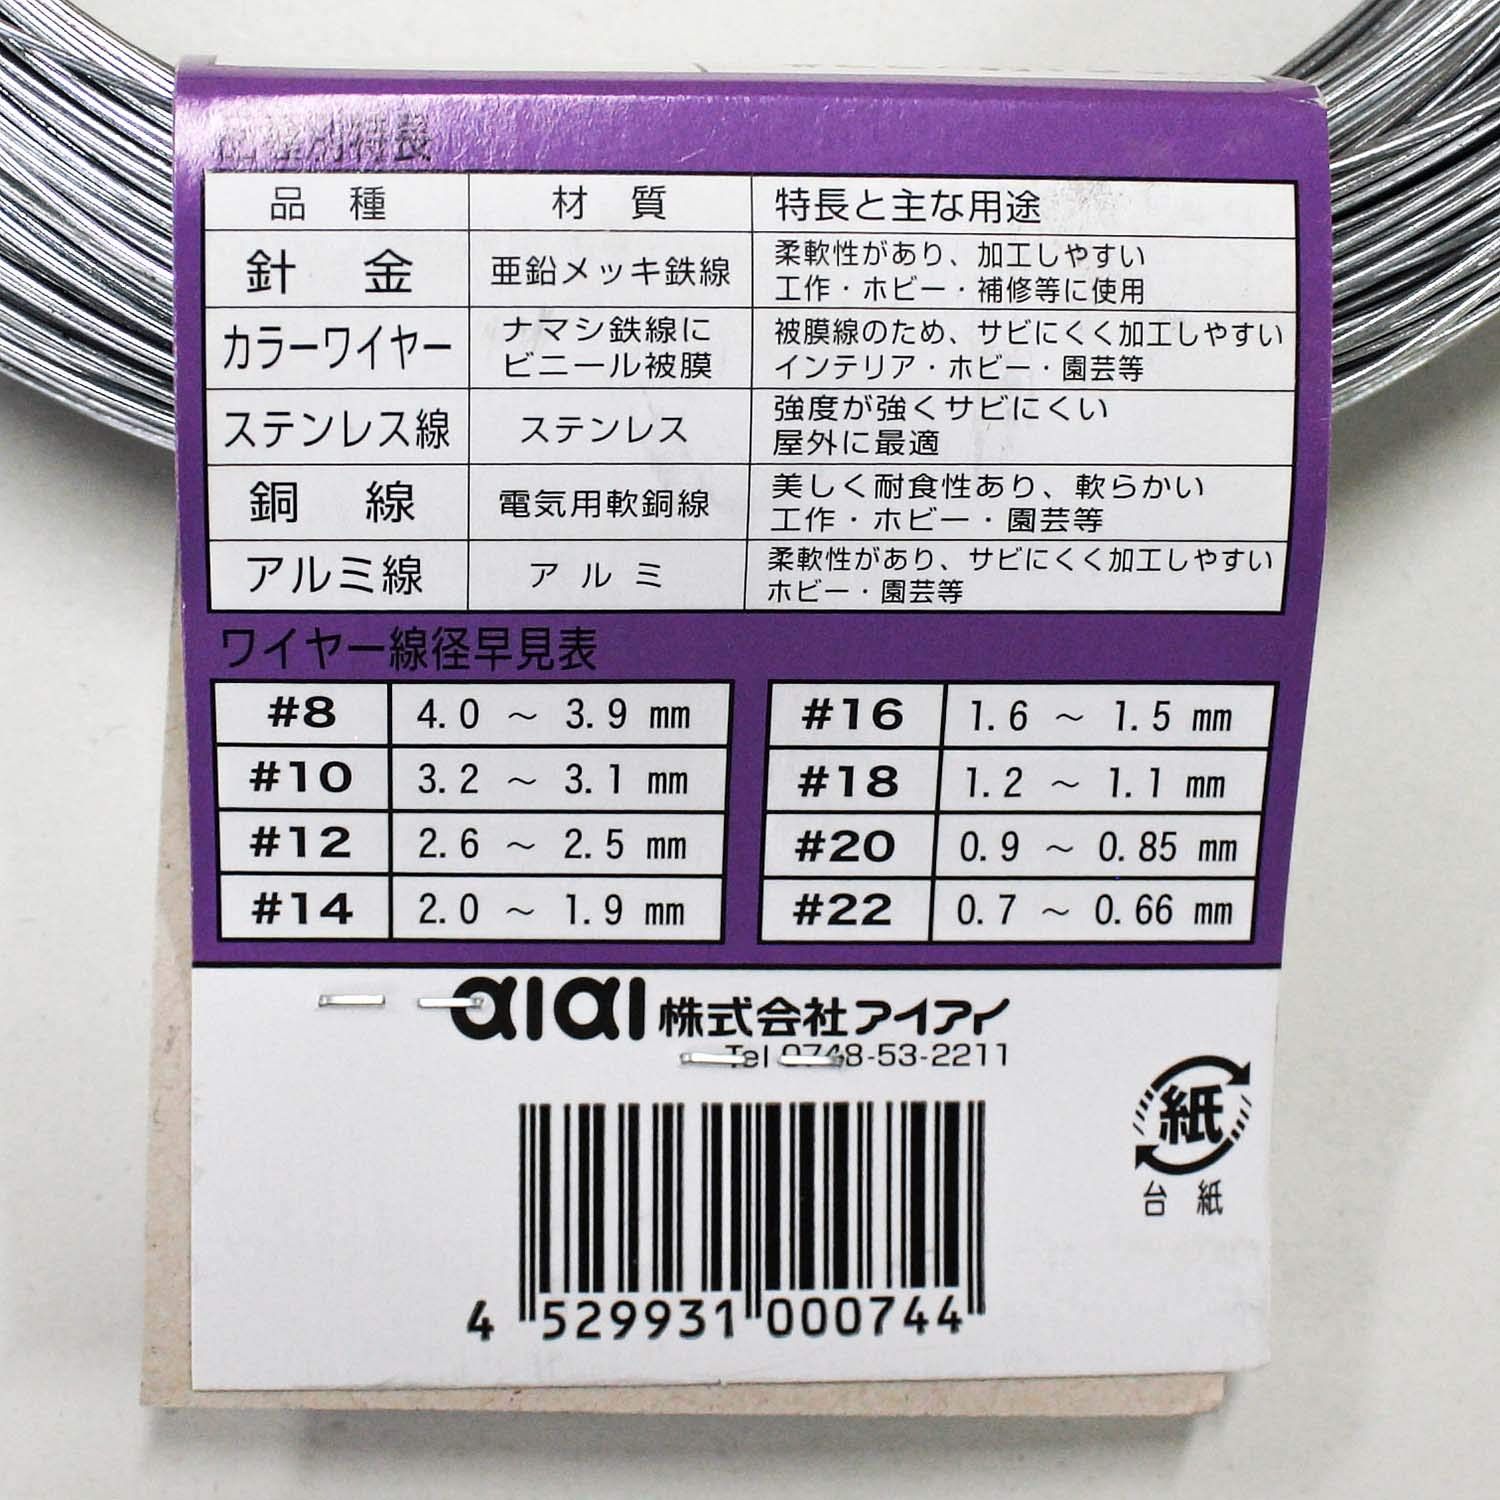 特長
品種 材質 特長と主な用途
針金 亜鉛メッキ鉄線 柔軟性があり、加工しやすい
工作・ホビー・補修等に使用
カラーワイヤー ナマシ鉄線に
ビニール被膜 被膜線のため、サビにくく加工しやすい
インテリア・ホビー・園芸等
ステンレス線 ステンレス 強度が強くサビにくい
屋外に最適
銅線 電気用軟銅線 美しく耐食性あり、軟らかい
工作・ホビー・園芸等
アルミ線 アルミ 柔軟性があり、サビにくく加工しやすい
ホビー・園芸等
ワイヤー線径早見表
#8 4.0 ～ 3.9 mm
#10 3.2 ～ 3.1 mm
#12 2.6 ～ 2.5 mm
#14 2.0 ～ 1.9 mm
#16 1.6 ～ 1.5 mm
#18 1.2 ～ 1.1 mm
#20 0.9 ～ 0.85 mm
#22 0.7 ～ 0.66 mm
aiai 株式会社アイアイ
Tel 0748-53-2211
紙
台紙
4 529931 000744